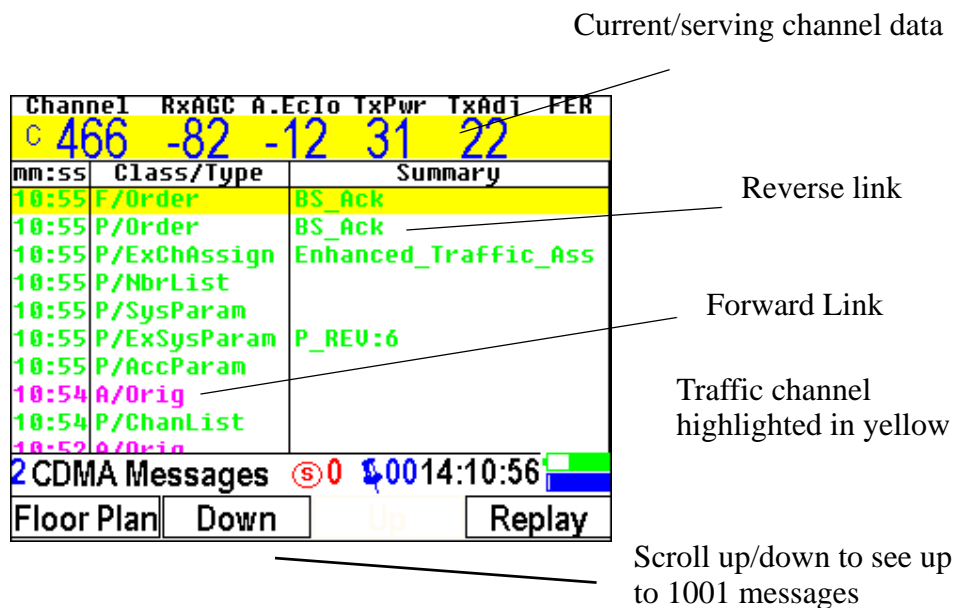 Current/serving channel data
Channel RxAGC A.EcIo TxPwr TxAdj FER
C 466 -82 -12 31 22
mm:ss Class/Type Summary
10:55 F/Order BS_Ack
10:55 P/Order BS_Ack
10:55 P/ExChAssign Enhanced_Traffic_Ass
10:55 P/NbrList
10:55 P/SysParam
10:55 P/ExSysParam P_REV:6
10:55 P/AccParam
10:54 A/Orig
10:54 P/ChanList
10:52 A/Orig
2 CDMA Messages S 0 00 14:10:56
Floor Plan Down Up Replay
Reverse link
Forward Link
Traffic channel
highlighted in yellow
Scroll up/down to see up
to 1001 messages